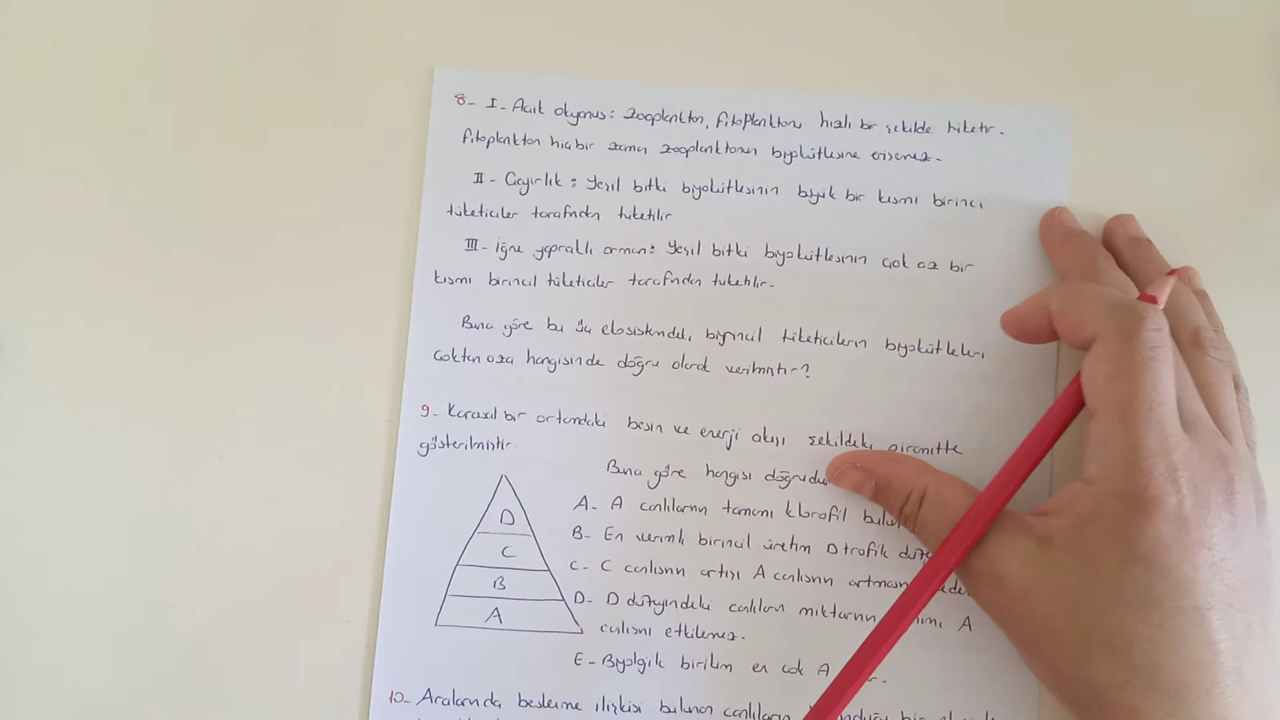 8- I- Açık okyanus: zooplankton, fitoplanktonu hızlı bir şekilde tüketir.
fitoplankton hiçbir zaman zooplanktonun biyokütlesine erişemez.
II- Çayırlık: Yeşil bitki biyokütlesinin büyük bir kısmı birinci
tüketiciler tarafından tüketilir
III- iğne yapraklı orman: Yeşil bitki biyokütlesinin çok az bir
kısmı birincil tüketiciler tarafından tüketilir.
Buna göre bu üç ekosistemdeki birincil tüketicilerin biyokütleleri
çoktan aza hangisinde doğru olarak verilmiştir?
9- Karasal bir ortamdaki besin ve enerji akışı şekildeki piramitte
gösterilmiştir.
Buna göre hangisi doğrudur
D
C
B
A
A- A canlılarının tamamı klorofil
B- En verimli birincil üretim D trofik
C- C canlısının artışı A canlısının artmasına
D- D düzeyindeki canlıların miktarının A
canlısını etkilemez.
E- Biyolojik birikim en çok A
10- Aralarında beslenme ilişkisi bulunan canlıların bir